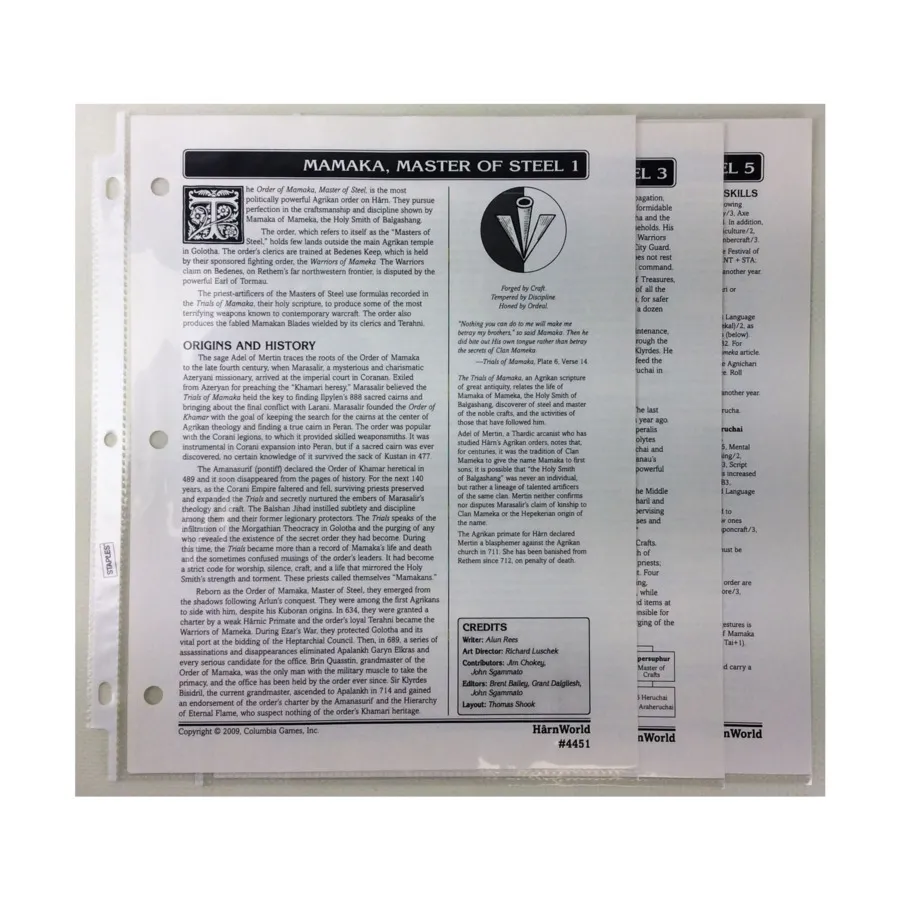 MAMAKA, MASTER OF STEEL 1
The Order of Mamaka, Master of Steel, is the most
politically powerful Agrikan order on Hârn. They pursue
perfection in the craftsmanship and discipline shown by
Mamaka of Mameka, the Holy Smith of Balgashang.
The order, which refers to itself as the "Masters of
Steel," holds few lands outside the main Agrikan temple
in Golotha. The order's clerics are trained at Bedenes Keep, which is held
by their sponsored fighting order, the Warriors of Mameka. The Warriors
claim on Bedenes, on Rethem's far northwestern frontier, is disputed by the
powerful Earl of Tormau.
The priest-artificers of the Masters of Steel use formulas recorded in
the Trials of Mamaka, their holy scripture, to produce some of the most
terrifying weapons known to contemporary warcraft. The order also
produces the fabled Mamakan Blades wielded by its clerics and Terahni.
ORIGINS AND HISTORY
The sage Adel of Mertin traces the roots of the Order of Mamaka
to the late fourth century, when Marasalir, a mysterious and charismatic
Azeryani missionary, arrived at the imperial court in Coranan. Exiled
from Azeryan for preaching the "Khamari heresy," Marasalir believed the
Trials of Mamaka held the key to finding Ilpylen's 888 sacred cairns and
bringing about the final conflict with Larani. Marasalir founded the Order of
Khamar with the goal of keeping the search for the cairns at the center of
Agrikan theology and finding a true cairn in Peran. The order was popular
with the Corani legions, to which it provided skilled weaponsmiths. It was
instrumental in Corani expansion into Peran, but if a sacred cairn was ever
discovered, no certain knowledge of it survived the sack of Kustan in 477.
The Amanasurif (pontiff) declared the Order of Khamar heretical in
489 and it soon disappeared from the pages of history. For the next 140
years, as the Corani Empire faltered and fell, surviving priests preserved
and expanded the Trials and secretly nurtured the embers of Marasalir's
theology and craft. The Balshan Jihad instilled subtlety and discipline
among them and their former legionary protectors. The Trials speaks of the
infiltration of the Morgathian Theocracy in Golotha and the purging of any
who revealed the existence of the secret order they had become. During
this time, the Trials became more than a record of Mamaka's life and death
and the sometimes confused musings of the order's leaders. It had become
a strict code for worship, silence, craft, and a life that mirrored the Holy
Smith's strength and torment. These priests called themselves "Mamakans."
Reborn as the Order of Mamaka, Master of Steel, they emerged from
the shadows following Arlun's conquest. They were among the first Agrikans
to side with him, despite his Kuboran origins. In 634, they were granted a
charter by a weak Hârnic Primate and the order's loyal Terahni became the
Warriors of Mameka. During Ezar's War, they protected Golotha and its
vital port at the bidding of the Heptarchial Council. Then, in 689, a series of
assassinations and disappearances eliminated Apalankh Garyn Elkras and
every serious candidate for the office. Brin Quasstin, grandmaster of the
Order of Mamaka, was the only man with the military muscle to take the
primacy, and the office has been held by the order ever since. Sir Klyrdes
Bisidril, the current grandmaster, ascended to Apalankh in 714 and gained
an endorsement of the order's charter by the Amanasurif and the Hierarchy
of Eternal Flame, who suspect nothing of the order's Khamari heritage.
Forged by Craft
Tempered by Discipline
Honed by Ordeal.
"Nothing you can do to me will make me
betray my brothers," so said Mamaka. Then he
did bite out His own tongue rather than betray
the secrets of Clan Mameka
—Trials of Mamaka, Plate 6, Verse 14.
The Trials of Mamaka, an Agrikan scripture
of great antiquity, relates the life of
Mamaka of Mameka, the Holy Smith of
Balgashang, discoverer of steel and master
of the noble crafts, and the activities of
those that have followed him.
Adel of Mertin, a Thardic arcanist who has
studied Hârn's Agrikan orders, notes that,
for centuries, it was the tradition of Clan
Mameka to give the name Mamaka to first
sons; it is possible that "the Holy Smith
of Balgashang" was never an individual,
but rather a lineage of talented artificers
of the same clan. Mertin neither confirms
nor disputes Marasalir's claim of kinship to
Clan Mameka or the Hepekerian origin of
the name.
The Agrikan primate for Hârn declared
Mertin a blasphemer against the Agrikan
church in 711. She has been banished from
Rethem since 712, on penalty of death.
CREDITS
Writer: Alun Rees
Art Director: Richard Luschek
Contributors: Jim Chokey,
John Sgammato
Editors: Brent Bailey, Grant Dalgliesh,
John Sgammato
Layout: Thomas Shook
Copyright © 2009, Columbia Games, Inc.
HârnWorld
#4451
STAPLES
EL 3
EL 5
SKILLS